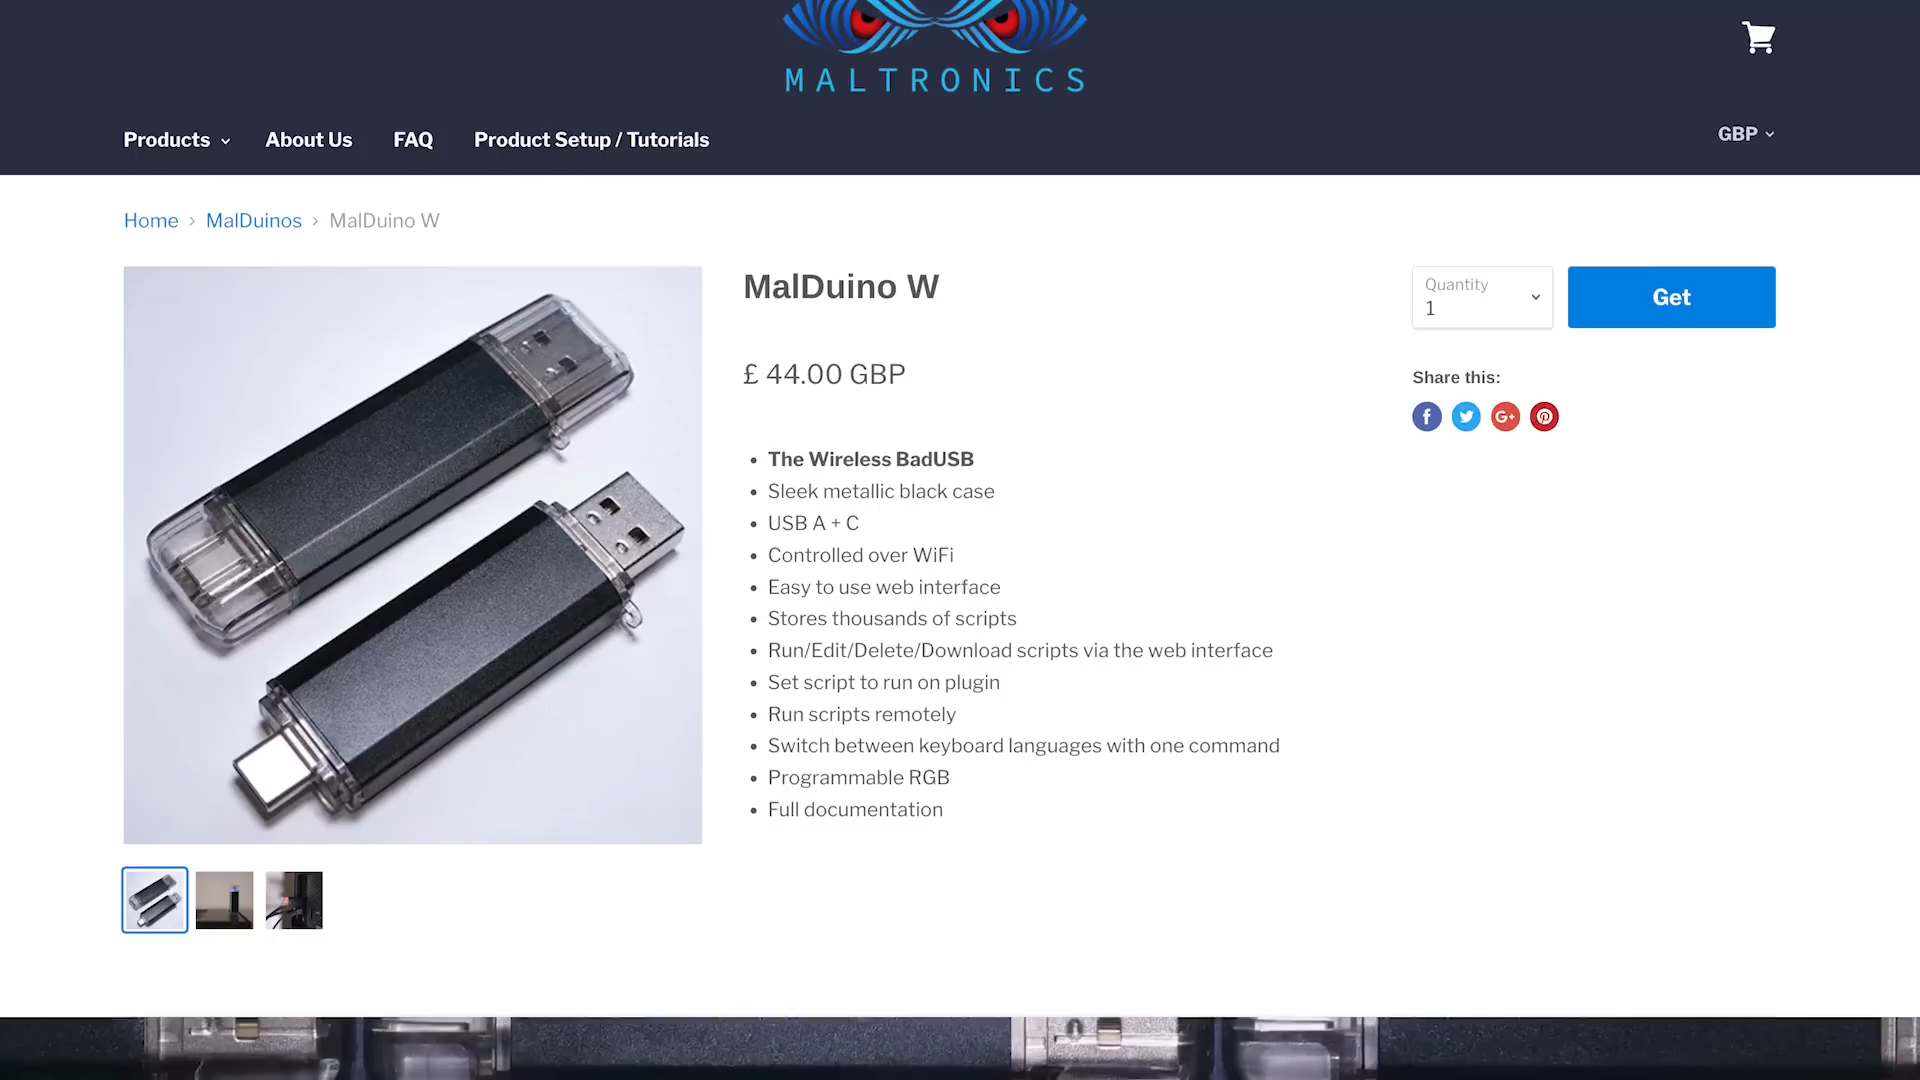 MALTRONICS
Products
About Us
FAQ
Product Setup / Tutorials
GBP
Home > MalDuinos > MalDuino W
MalDuino W
£ 44.00 GBP
• The Wireless BadUSB
• Sleek metallic black case
• USB A + C
• Controlled over WiFi
• Easy to use web interface
• Stores thousands of scripts
• Run/Edit/Delete/Download scripts via the web interface
• Set script to run on plugin
• Run scripts remotely
• Switch between keyboard languages with one command
• Programmable RGB
• Full documentation
Quantity
1
Get
Share this: